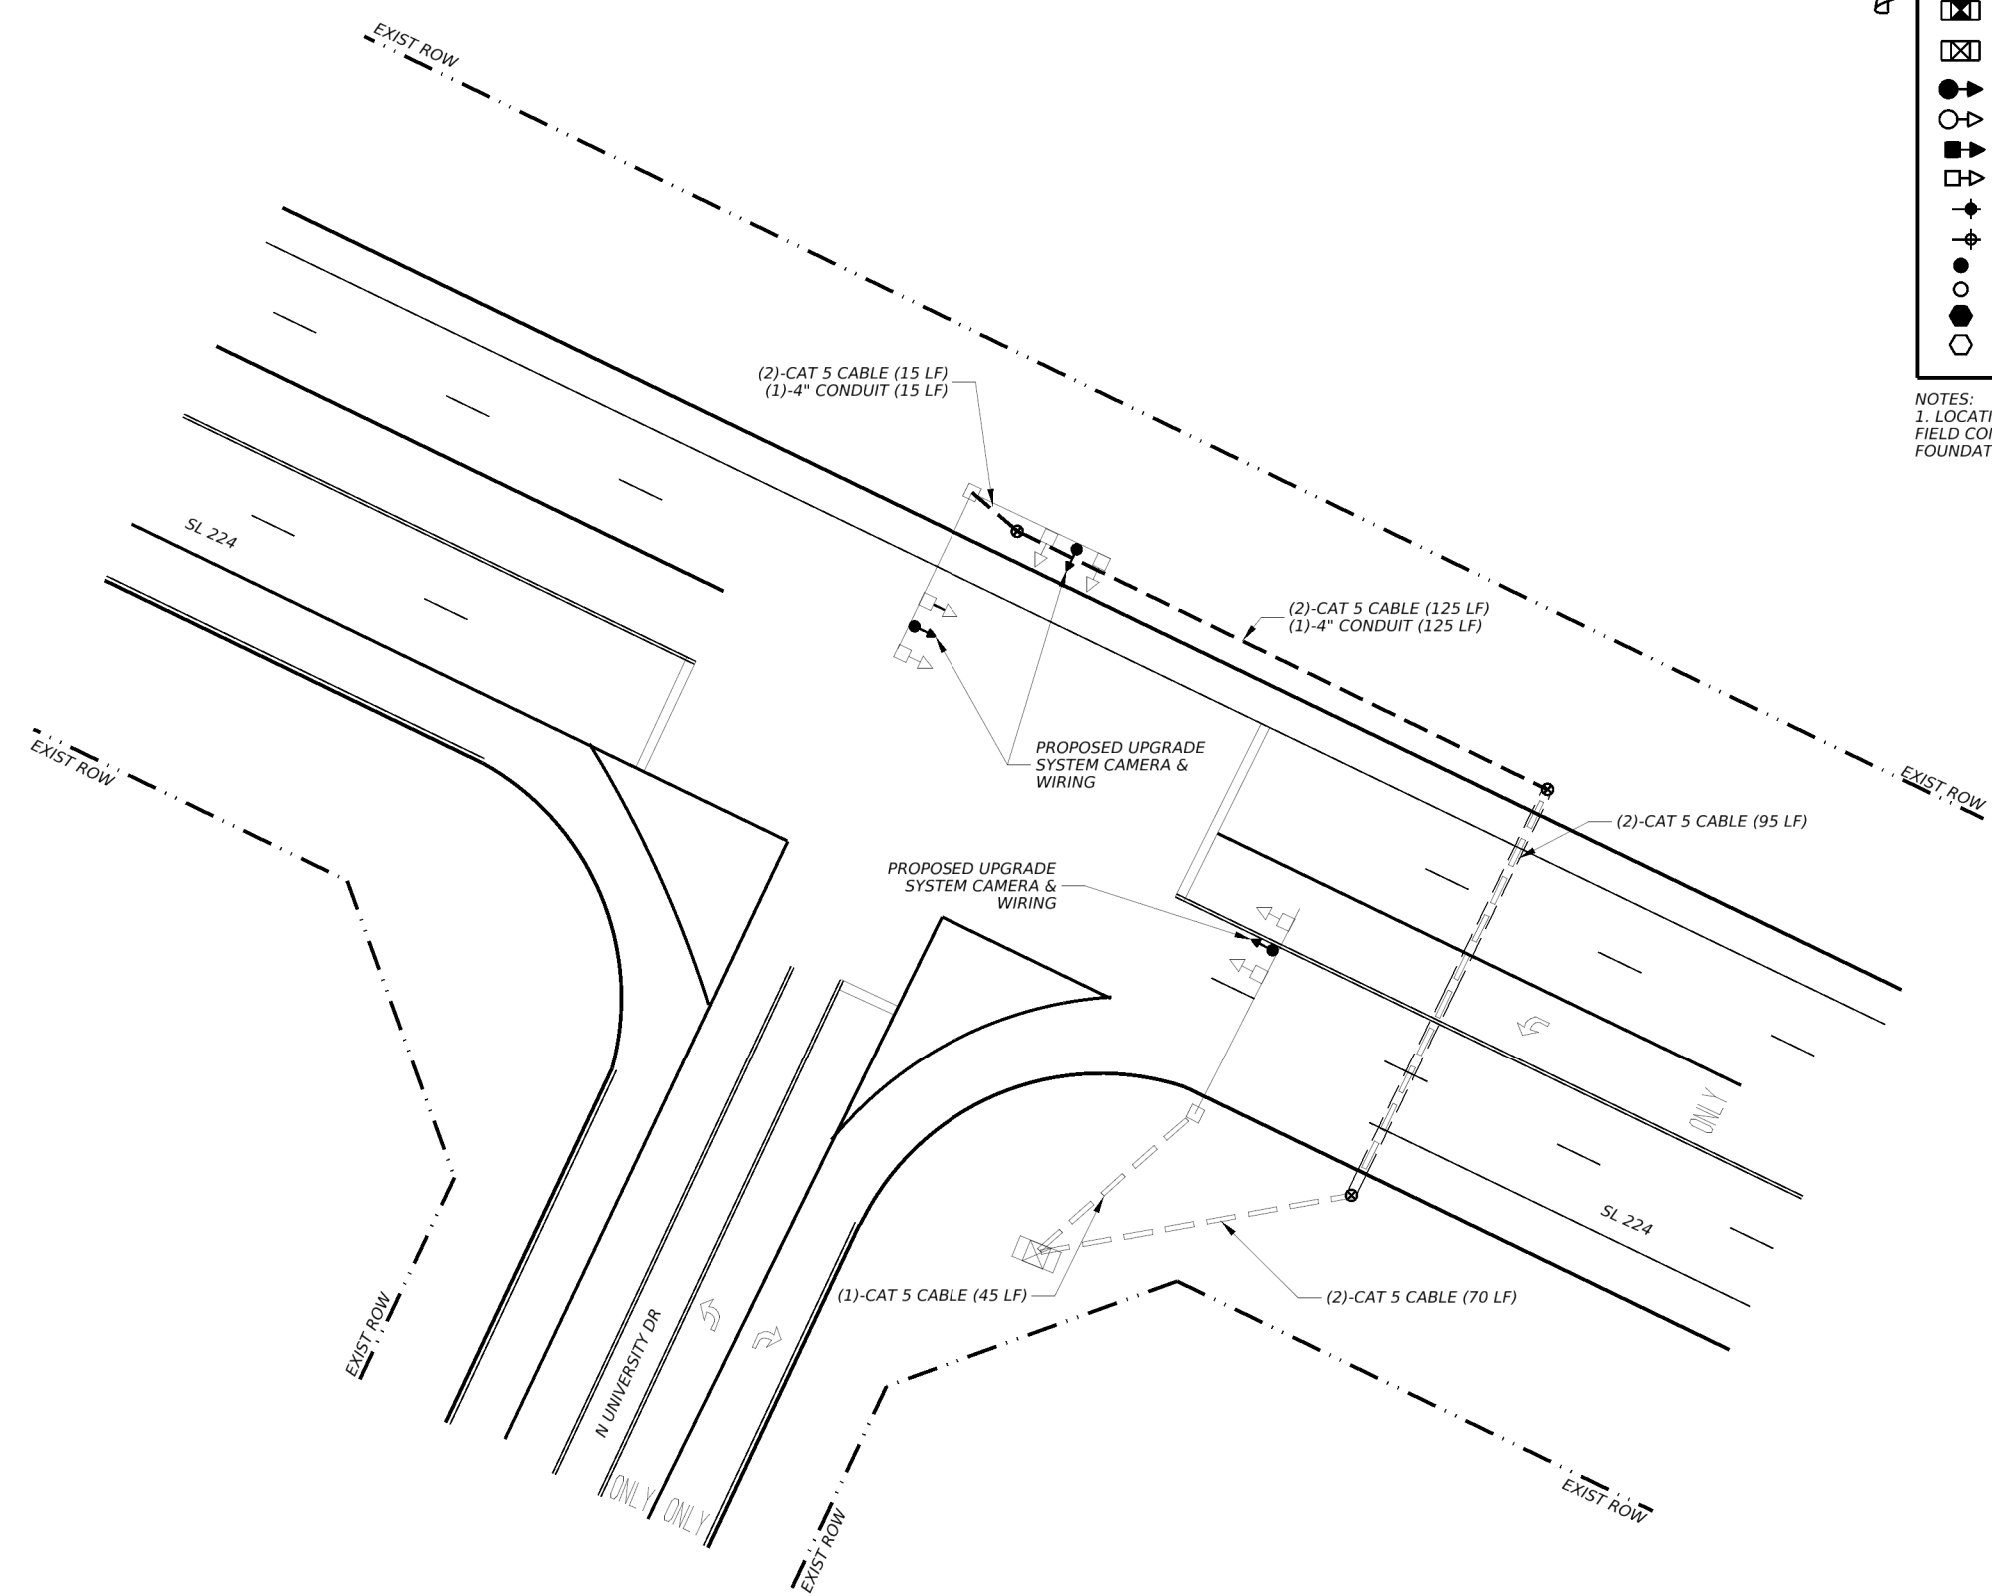 EXIST ROW
(2)-CAT 5 CABLE (15 LF)
(1)-4" CONDUIT (15 LF)
NOTES:
1.
SL 224
(2)-CAT 5 CABLE (125 LF)
(1)-4" CONDUIT (125 LF)
PROPOSED UPGRADE
SYSTEM CAMERA &
WIRING
EXIST ROW
EXIST ROW
(2)-CAT 5 CABLE (95 LF)
PROPOSED UPGRADE
SYSTEM CAMERA &
WIRING
ONLY
SL 224
(1)-CAT 5 CABLE (45 LF)
(2)-CAT 5 CABLE (70 LF)
EXIST ROW
N UNIVERSITY DR
ONLY
ONLY
EXIST ROW
EXIST ROW